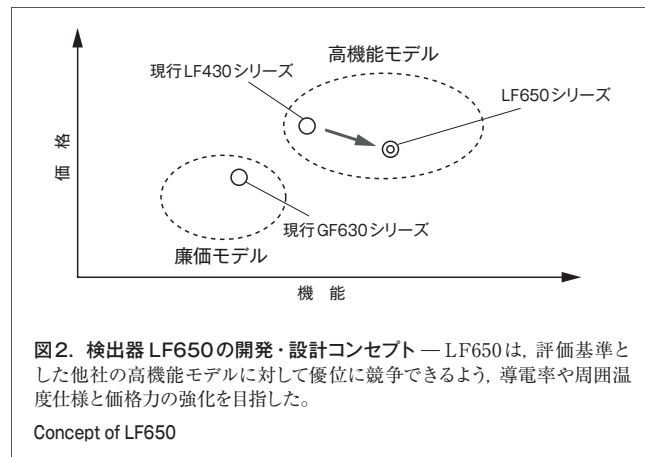 高機能モデル
現行LF430シリーズ
LF650シリーズ
価 格
現行GF630シリーズ
廉価モデル
機 能
図2. 検出器 LF650の開発・設計コンセプト — LF650は，評価基準と
した他社の高機能モデルに対して優位に競争できるよう，導電率や周囲温
度仕様と価格力の強化を目指した。
Concept of LF650